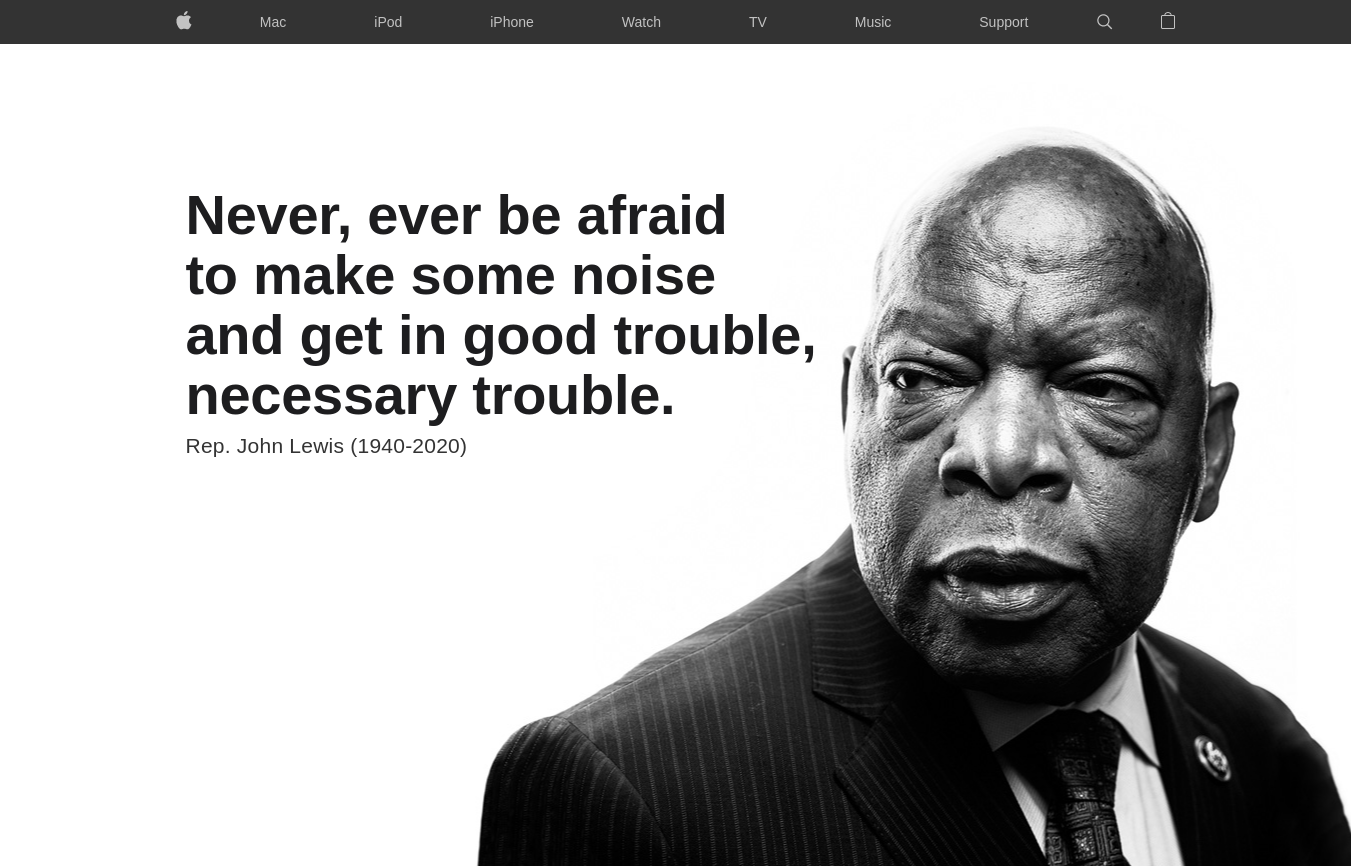 Mac iPod iPhone Watch TV Music Support
Never, ever be afraid
to make some noise
and get in good trouble,
necessary trouble.
Rep. John Lewis (1940-2020)